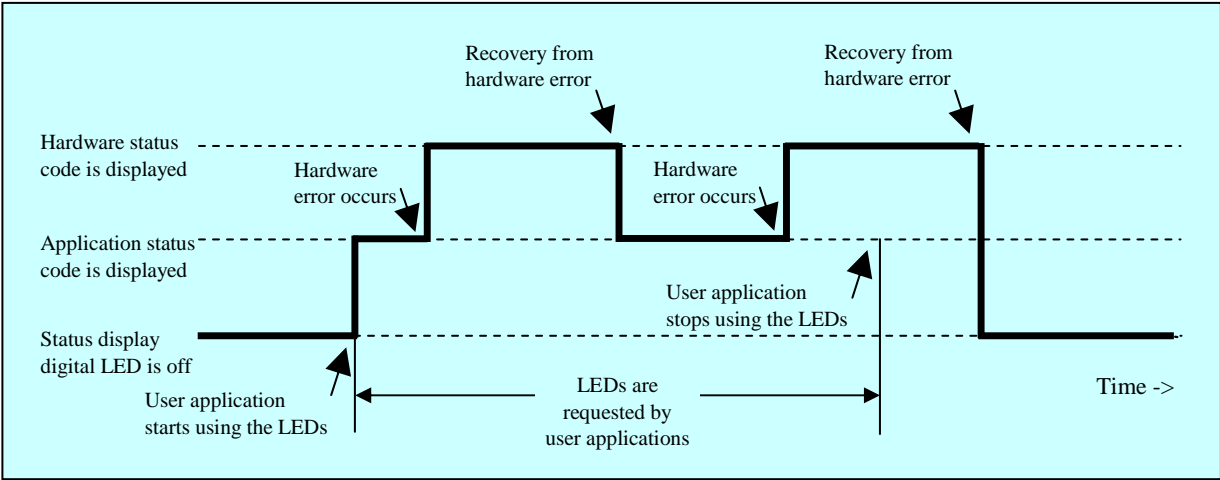 Recovery from
hardware error
Recovery from
hardware error
Hardware status
code is displayed
Hardware
error occurs
Hardware
error occurs
Application status
code is displayed
User application
stops using the LEDs
Status display
digital LED is off
User application
starts using the LEDs
LEDs are
requested by
user applications
Time ->